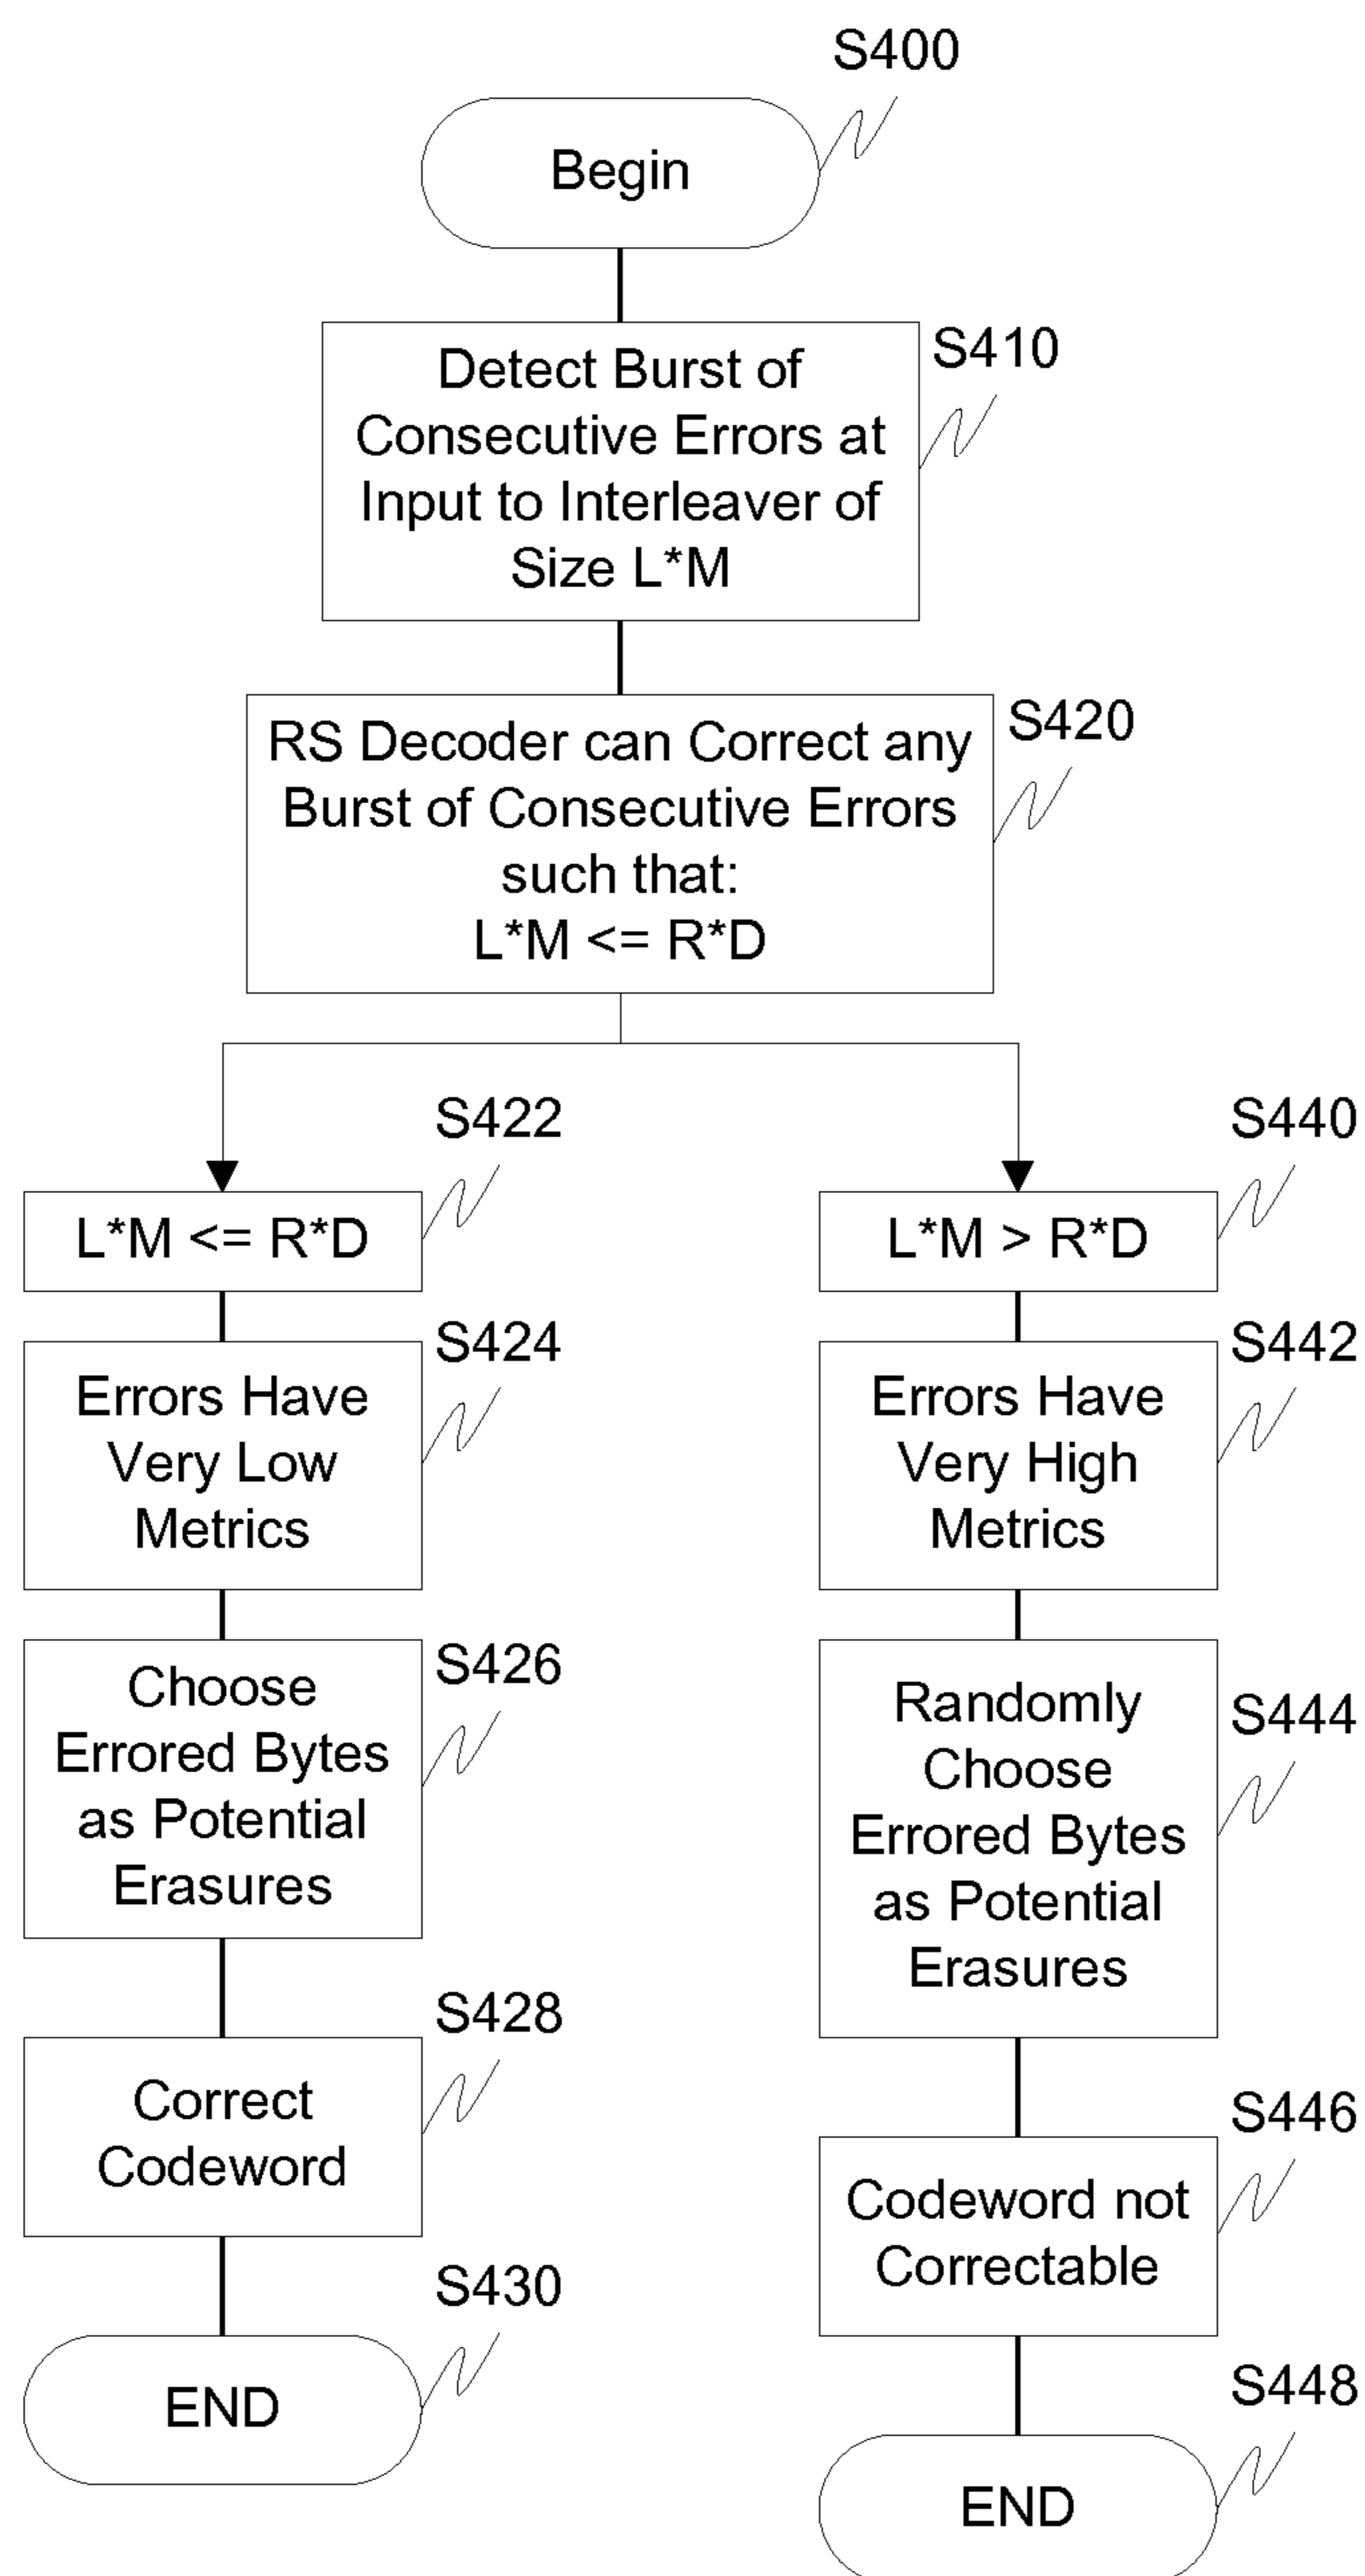 S400
Begin
S410
Detect Burst of
Consecutive Errors at
Input to Interleaver of
Size L*M
S420
RS Decoder can Correct any
Burst of Consecutive Errors
such that:
L*M <= R*D
S422
L*M <= R*D
S424
Errors Have
Very Low
Metrics
S426
Choose
Errored Bytes
as Potential
Erasures
S428
Correct
Codeword
S430
END
S440
L*M > R*D
S442
Errors Have
Very High
Metrics
S444
Randomly
Choose
Errored Bytes
as Potential
Erasures
S446
Codeword not
Correctable
S448
END